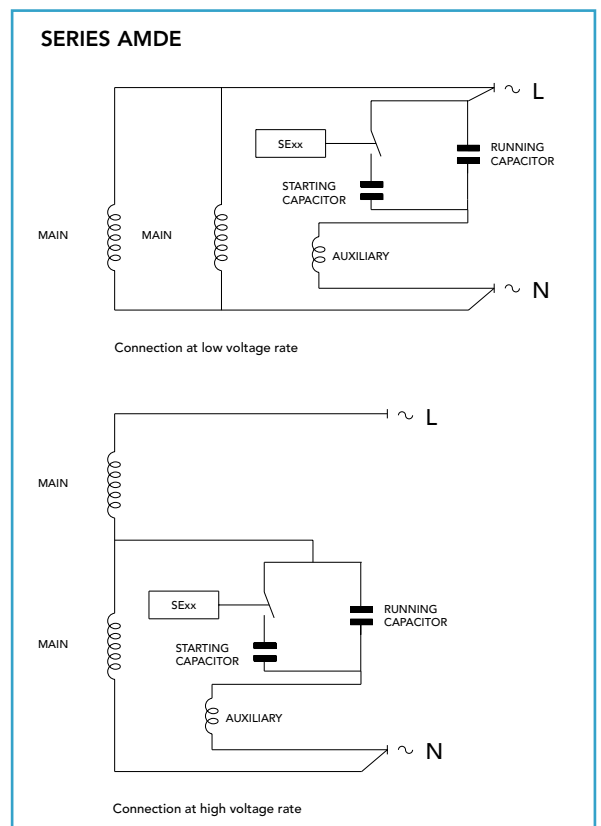 SERIES AMDE
~ L
SExx
RUNNING
CAPACITOR
STARTING
CAPACITOR
MAIN
MAIN
AUXILIARY
~ N
Connection at low voltage rate
~ L
MAIN
SExx
RUNNING
CAPACITOR
MAIN
STARTING
CAPACITOR
AUXILIARY
~ N
Connection at high voltage rate